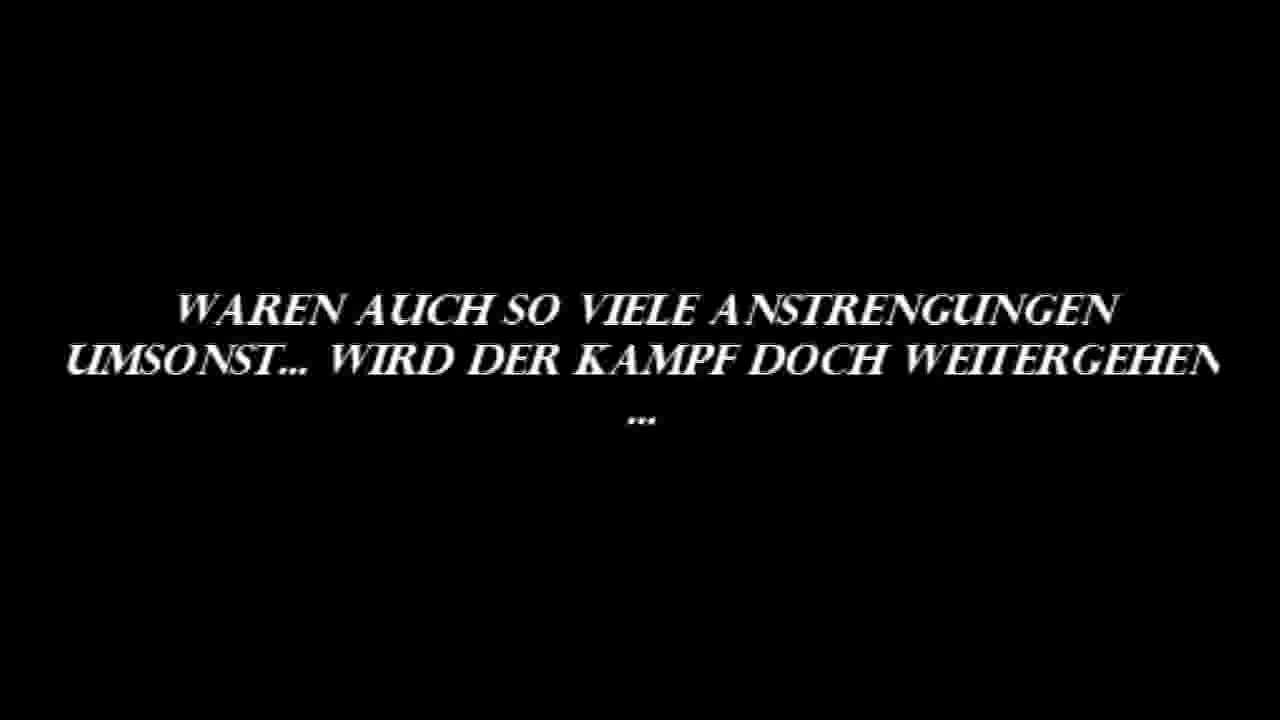 WAREN AUCH SO VIELE ANSTRENGUNGEN
UMSONST... WIRD DER KAMPF DOCH WEITERGEHEN
...